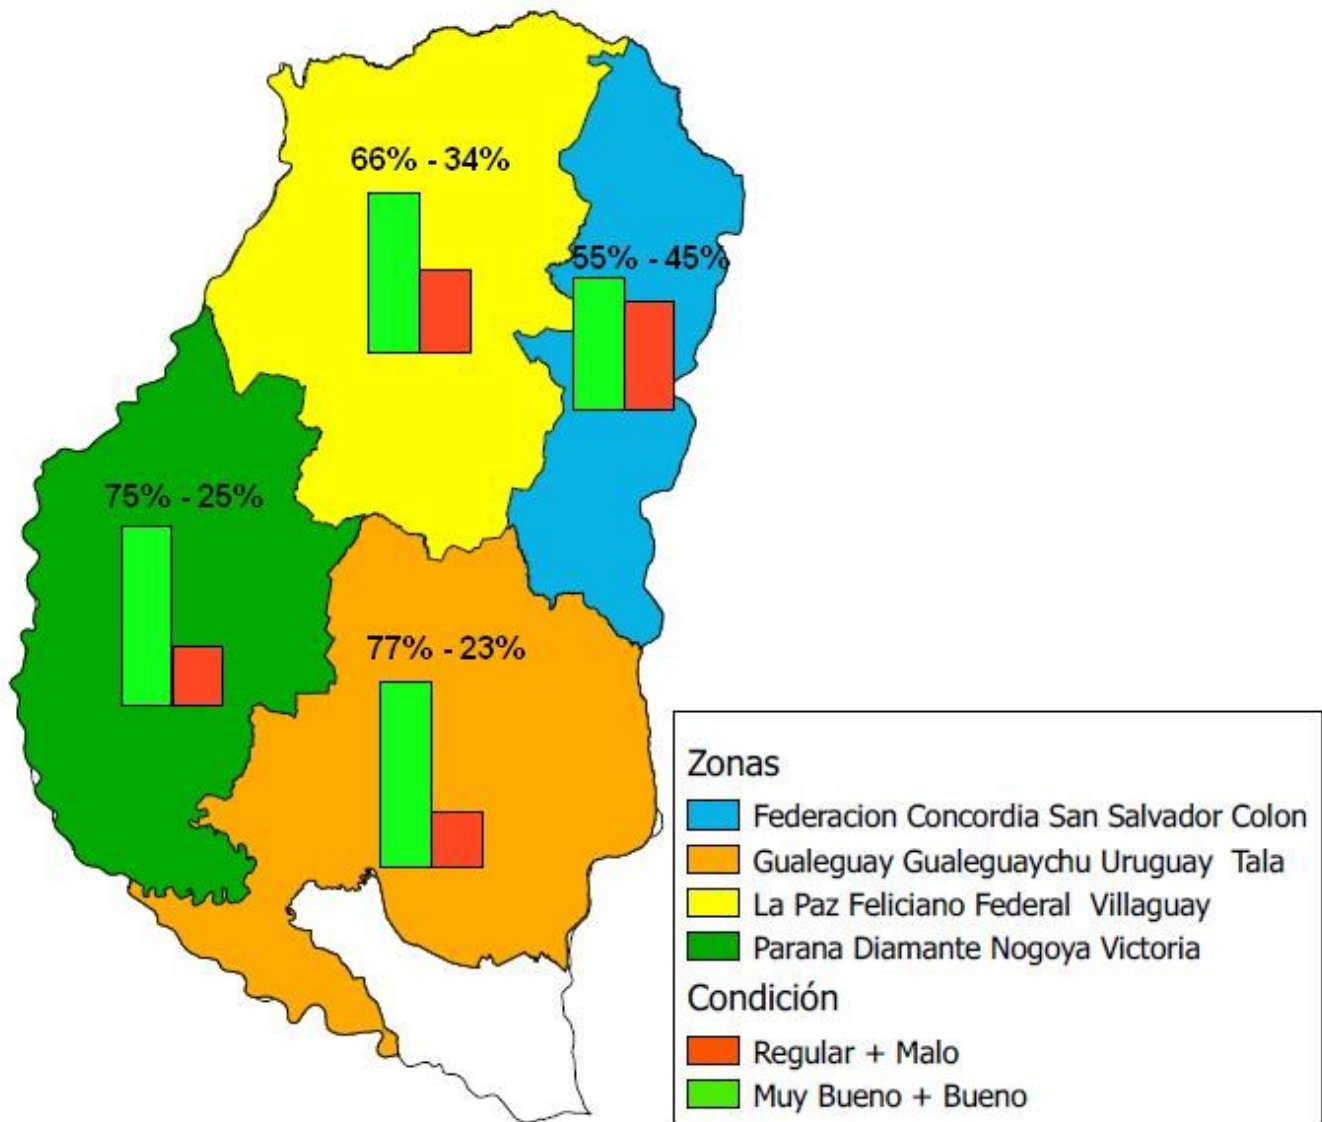 66% - 34%
55% - 45%
75% - 25%
77% - 23%
Zonas
Federacion Concordia San Salvador Colon
Gualeguay Gualeguaychu Uruguay Tala
La Paz Feliciano Federal Villaguay
Parana Diamante Nogoya Victoria
Condición
Regular + Malo
Muy Bueno + Bueno